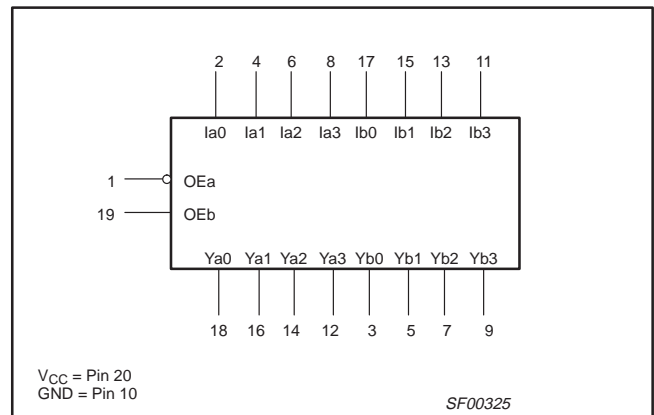 2 4 6 8 17 15 13 11
Ia0 Ia1 Ia2 Ia3 Ib0 Ib1 Ib2 Ib3
1 OEa
19 OEb
Ya0 Ya1 Ya2 Ya3 Yb0 Yb1 Yb2 Yb3
18 16 14 12 3 5 7 9
VCC = Pin 20
GND = Pin 10
SF00325